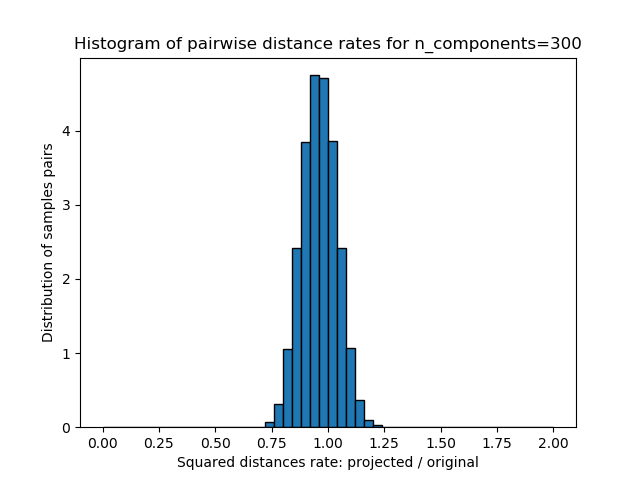 Histogram of pairwise distance rates for n_components=300
Distribution of samples pairs
4
3
2
1
0
0.00 0.25 0.50 0.75 1.00 1.25 1.50 1.75 2.00
Squared distances rate: projected / original